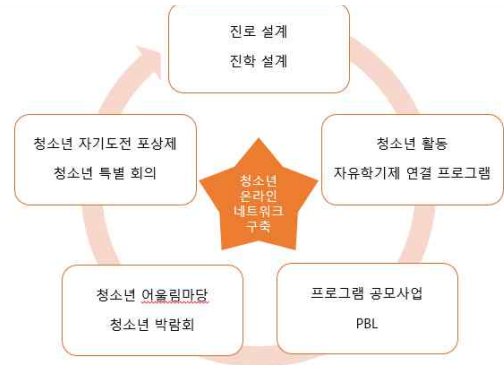 진로 설계
진학 설계
청소년 활동
자유학기제 연결 프로그램
프로그램 공모사업
PBL
청소년 어울림마당
청소년 박람회
청소년 자기도전 포상제
청소년 특별 회의
청소년
온라인
네트워크
구축